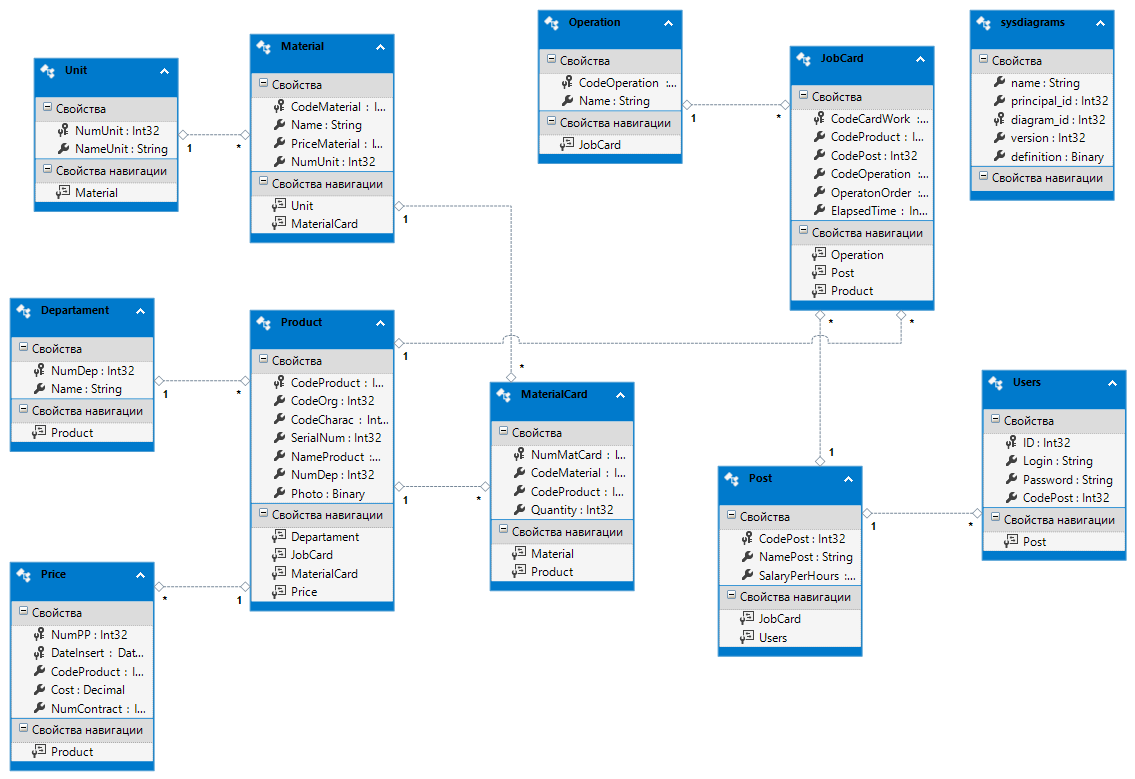 Unit
Свойства
NumUnit : Int32
NameUnit : String
Свойства навигации
Material
1
*
Material
Свойства
CodeMaterial : I...
Name : String
PriceMaterial : I...
NumUnit : Int32
Свойства навигации
Unit
MaterialCard
1
*
Operation
Свойства
CodeOperation :...
Name : String
Свойства навигации
JobCard
1
*
JobCard
Свойства
CodeCardWork :...
CodeProduct : I...
CodePost : Int32
CodeOperation :...
OperatonOrder :...
ElapsedTime : In...
Свойства навигации
Operation
Post
Product
*
*
sysdiagrams
Свойства
name : String
principal_id : Int32
diagram_id : Int32
version : Int32
definition : Binary
Свойства навигации
Departament
Свойства
NumDep : Int32
Name : String
Свойства навигации
Product
1
*
Product
Свойства
CodeProduct : I...
CodeOrg : Int32
CodeCharac : Int...
SerialNum : Int32
NameProduct :...
NumDep : Int32
Photo : Binary
Свойства навигации
Departament
JobCard
MaterialCard
Price
1
1
*
MaterialCard
Свойства
NumMatCard : I...
CodeMaterial : I...
CodeProduct : I...
Quantity : Int32
Свойства навигации
Material
Product
1
Post
Свойства
CodePost : Int32
NamePost : String
SalaryPerHours :...
Свойства навигации
JobCard
Users
1
*
Users
Свойства
ID : Int32
Login : String
Password : String
CodePost : Int32
Свойства навигации
Post
Price
Свойства
NumPP : Int32
DateInsert : Dat...
CodeProduct : I...
Cost : Decimal
NumContract : I...
Свойства навигации
Product
*
1